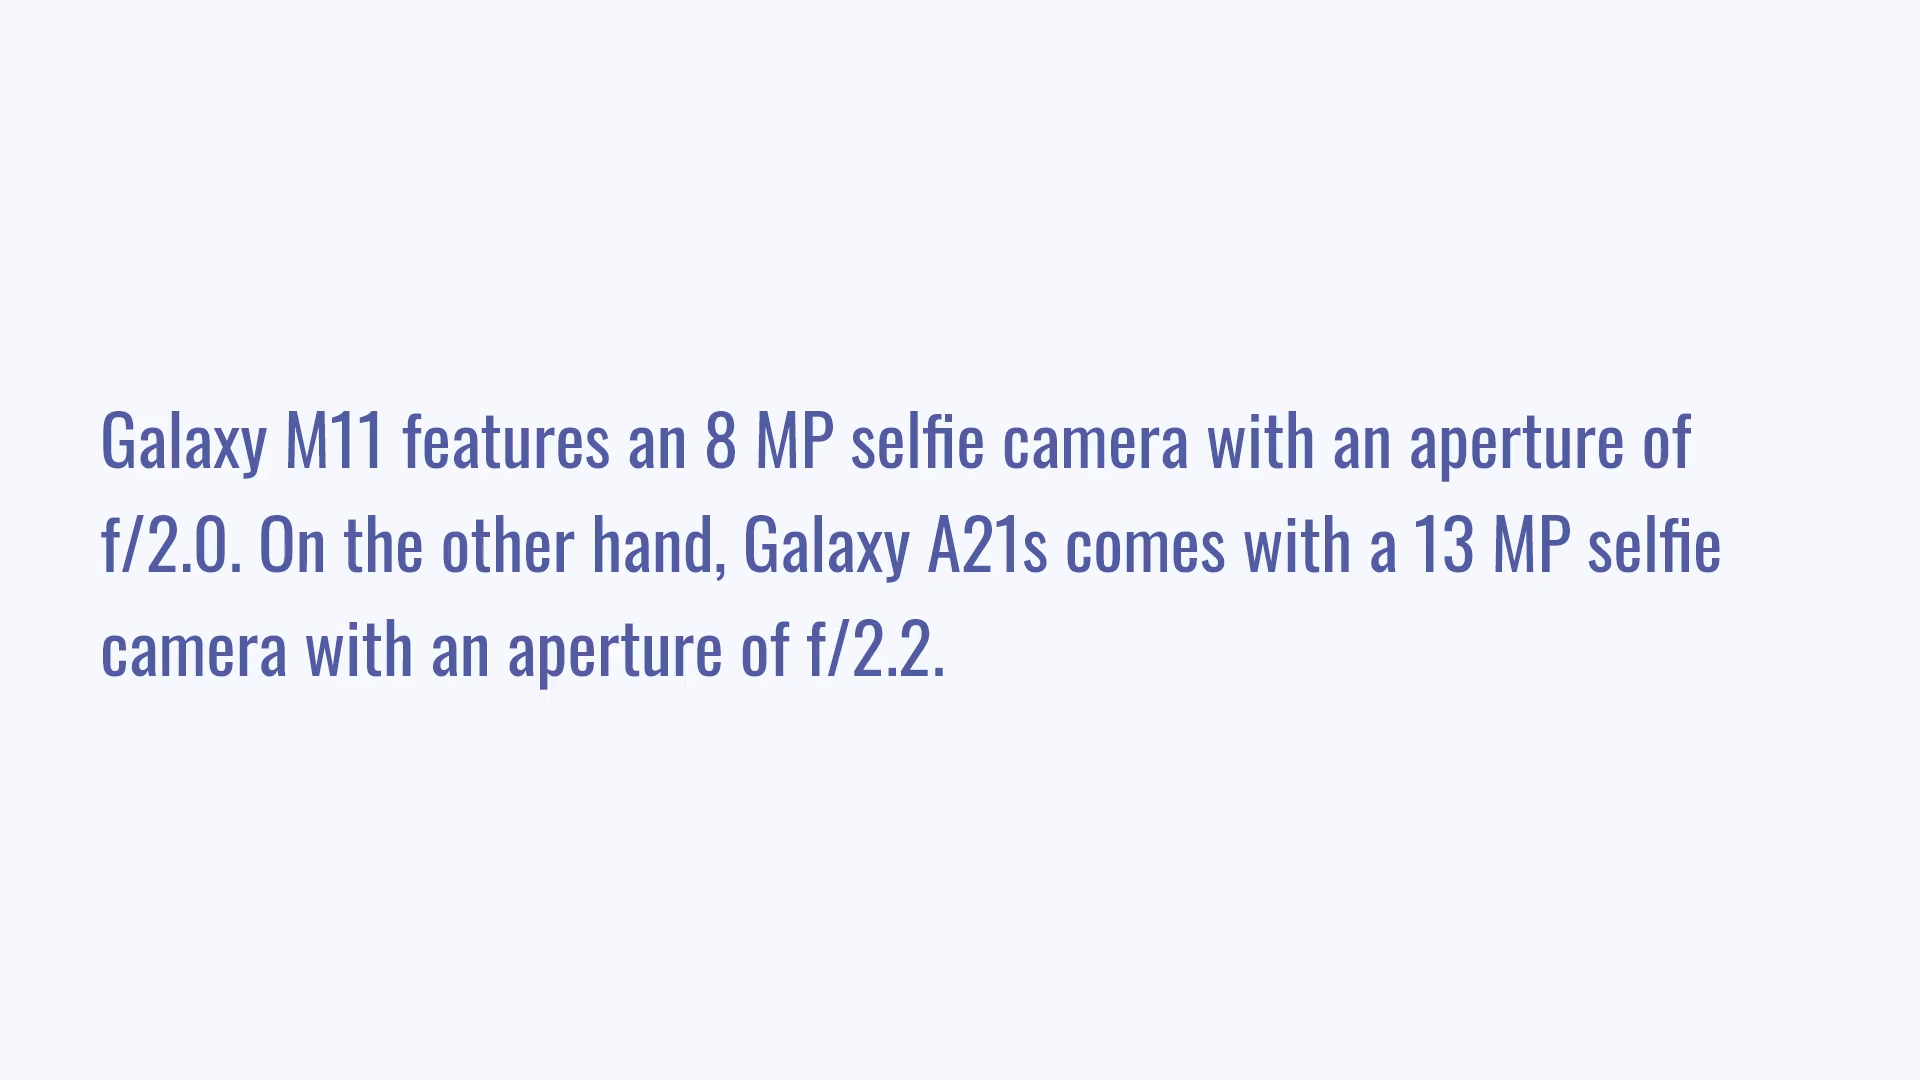 Galaxy M11 features an 8 MP selfie camera with an aperture of
f/2.0. On the other hand, Galaxy A21s comes with a 13 MP selfie
camera with an aperture of f/2.2.